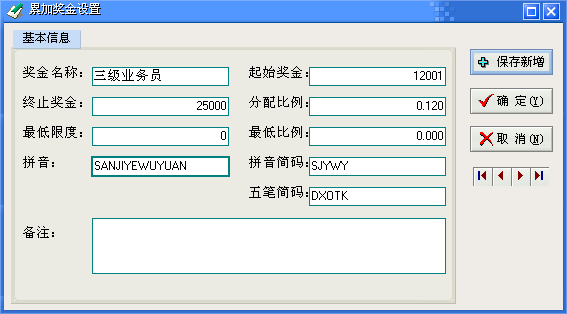 累加奖金设置
基本信息
奖金名称： 三级业务员 起始奖金： 12001
终止奖金： 25000 分配比例： 0.120
最低限度： 0 最低比例： 0.000
拼音： SANJIYEWUYUAN 拼音简码： SJYWY
五笔简码： DXOTK
备注：
保存新增
确 定(Y)
取 消(N)